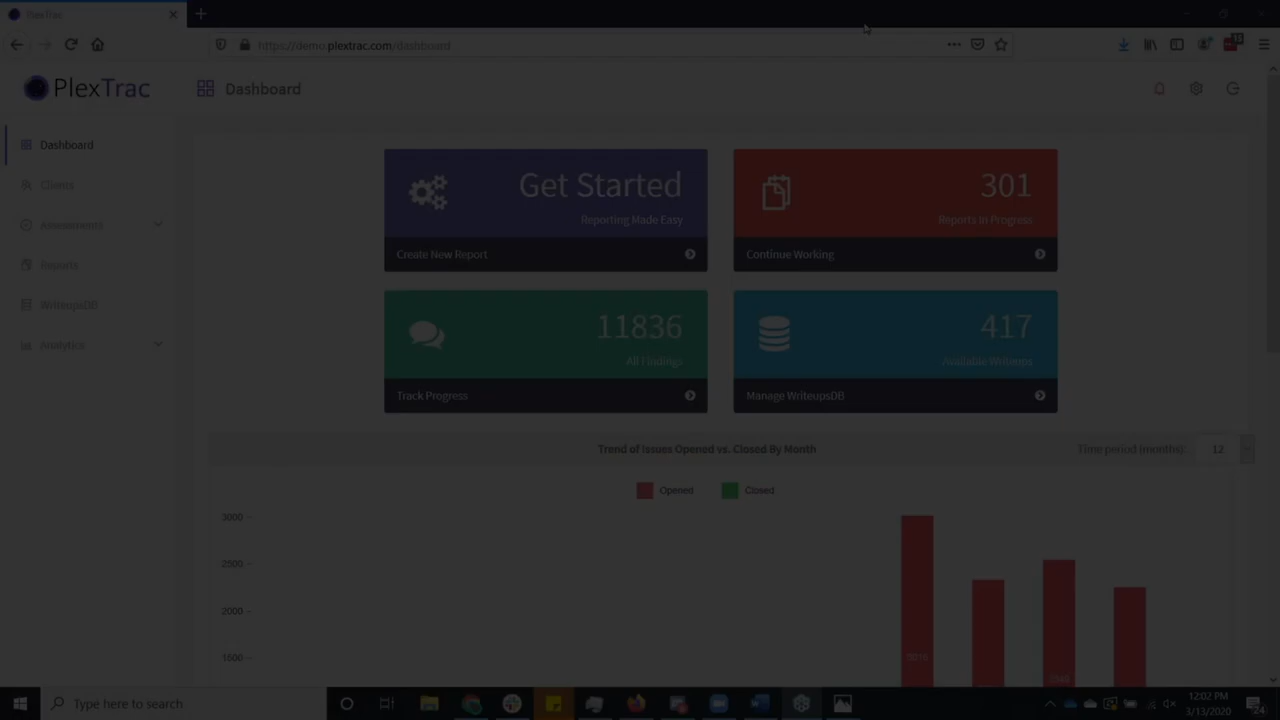 PlexTrac
https://demo.plextrac.com/dashboard
15
PlexTrac
Dashboard
Dashboard
Clients
Assessments
Reports
WriteupsDB
Analytics
Get Started
Reporting Made Easy
Create New Report
301
Reports In Progress
Continue Working
11836
All Findings
Track Progress
417
Available Writeups
Manage WriteupsDB
Trend of Issues Opened vs. Closed By Month
Time period (months):
12
Opened
Closed
3000
2500
2000
Type here to search
12:02 PM
3/13/2020
24